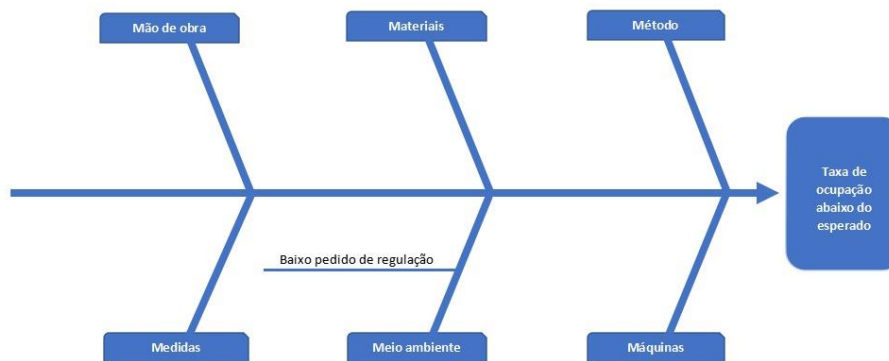 Mão de obra
Materiais
Método
Taxa de
ocupação
abaixo do
esperado
Baixo pedido de regulação
Medidas
Meio ambiente
Máquinas